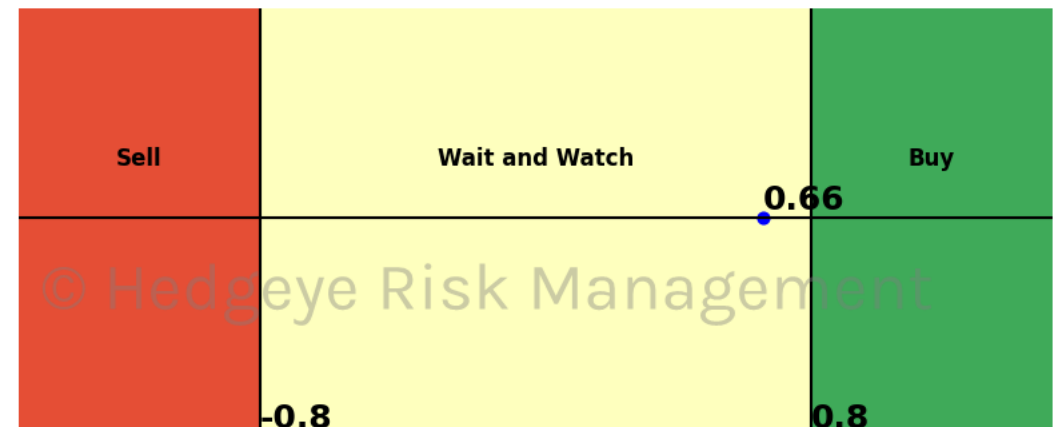 Sell
Wait and Watch
Buy
0.66
© Hedgeye Risk Management
-0.8
0.8